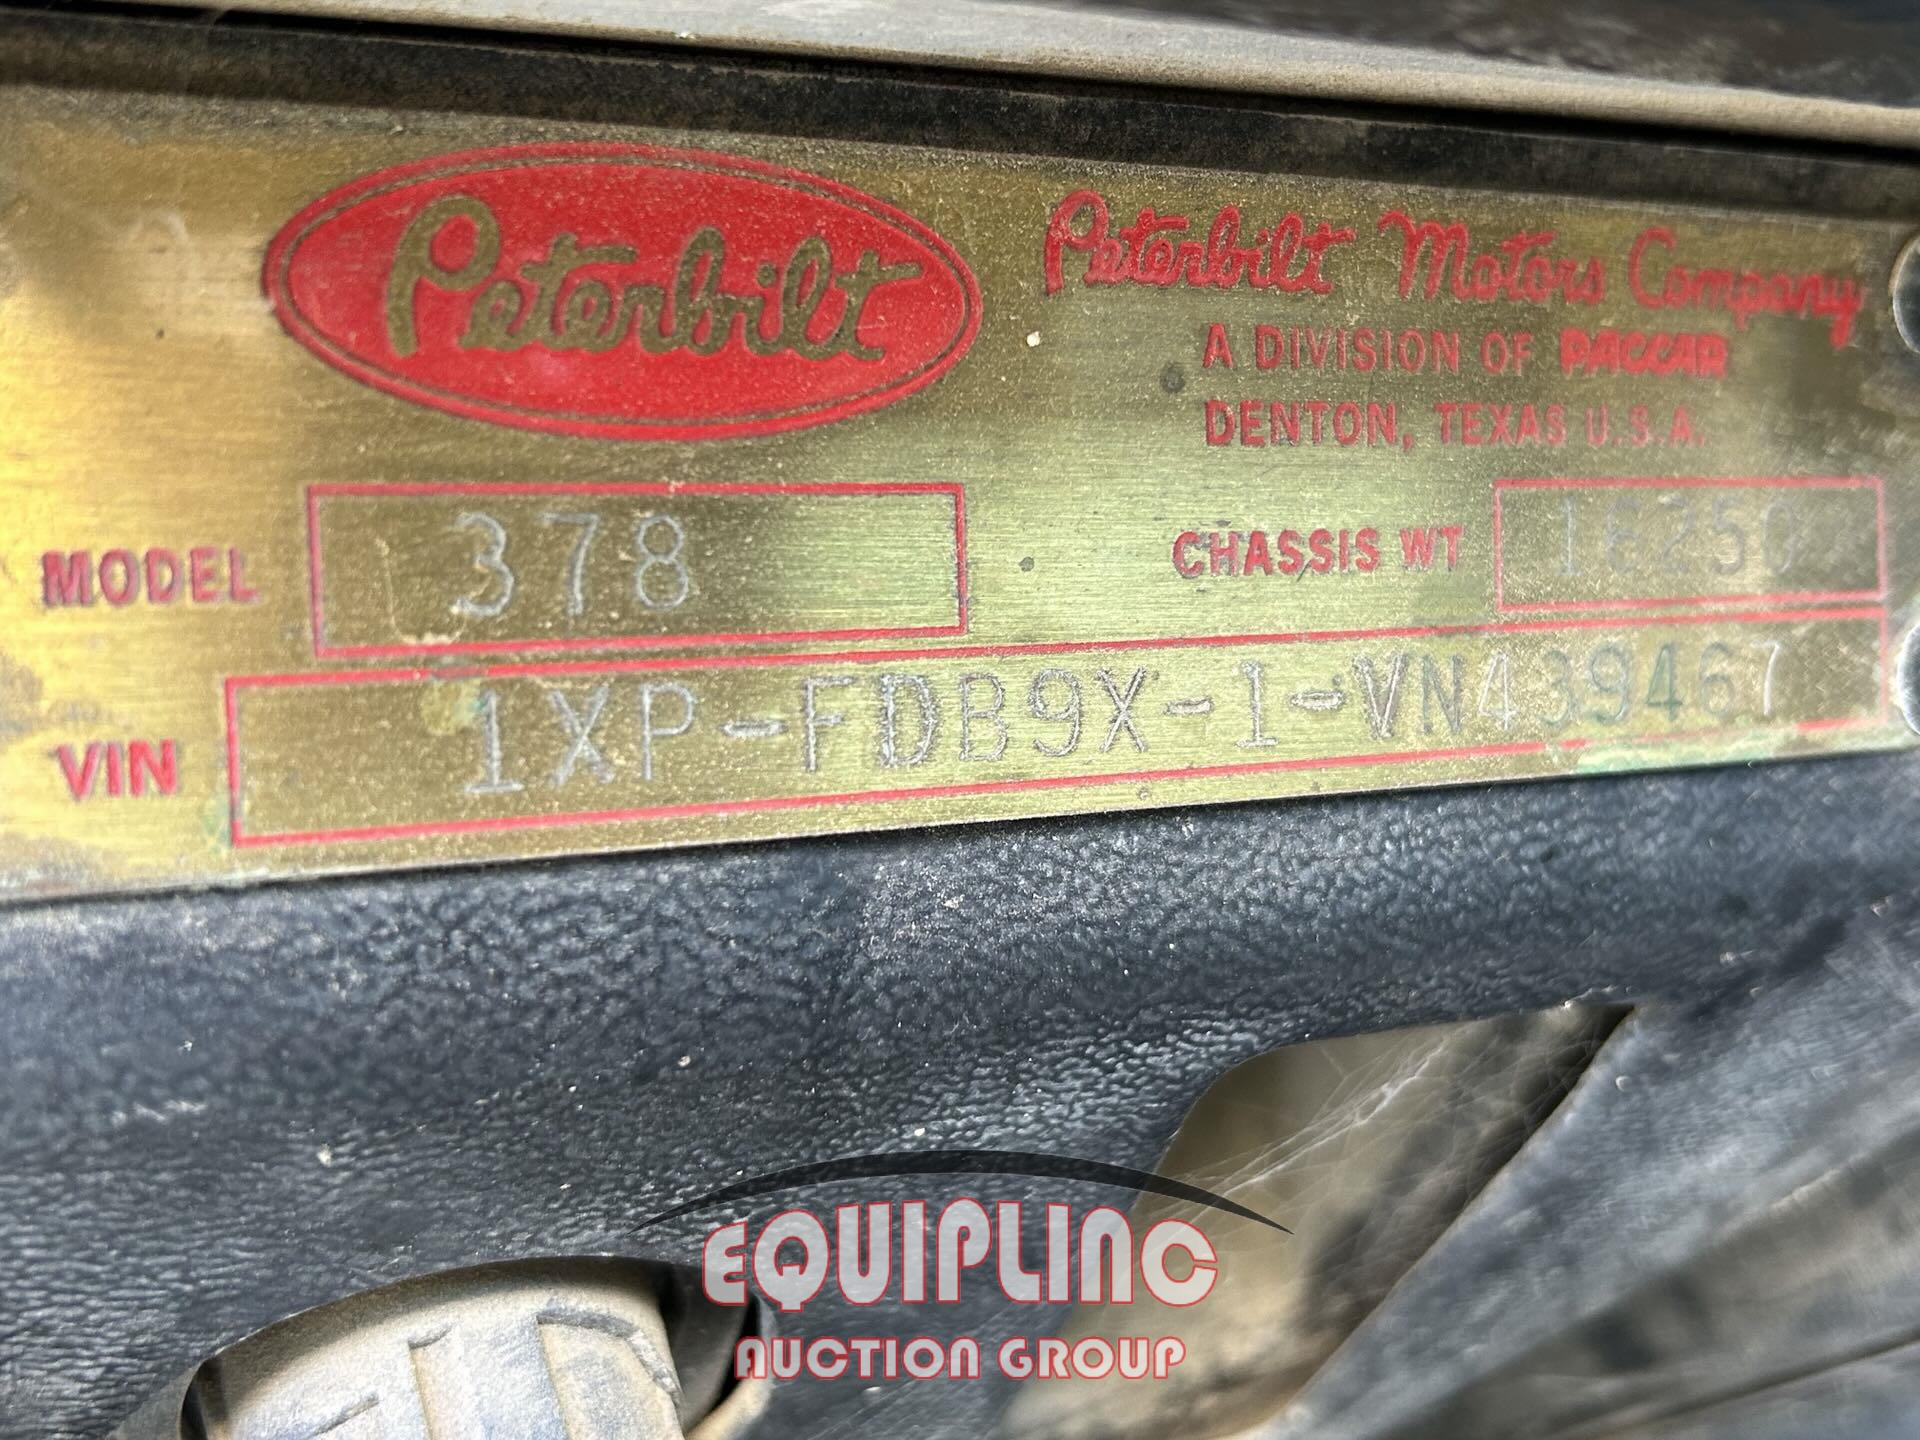 Peterbilt
Peterbilt Motors Company
A DIVISION OF PACCAR
DENTON, TEXAS U.S.A.
MODEL 378
CHASSIS WT 16250
VIN 1XP-FDB9X-1-VN439467
EQUIPLINC
AUCTION GROUP